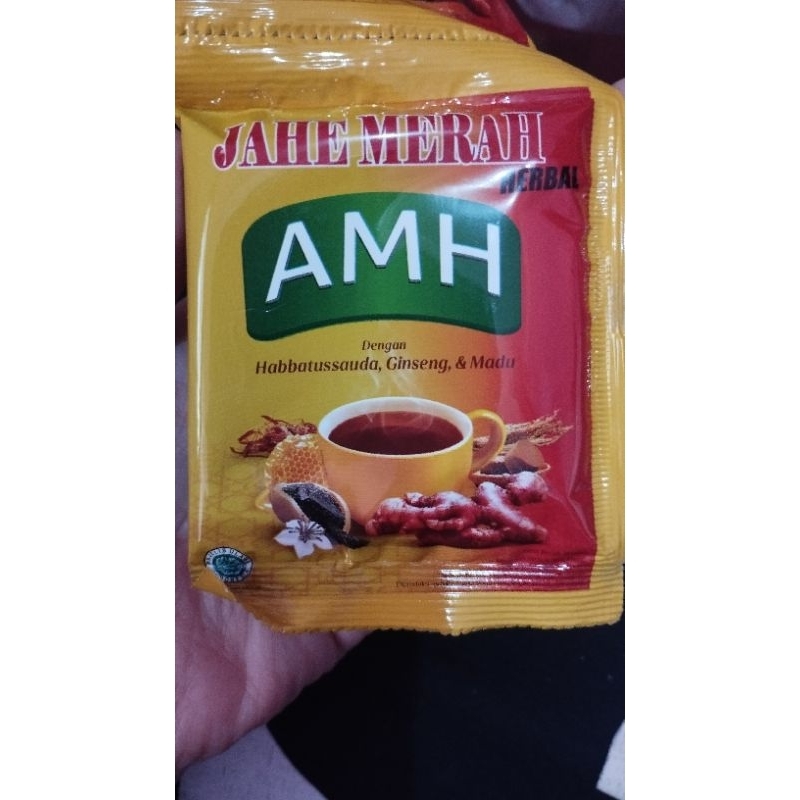 JAHE MERAH
HERBAL
AMH
Dengan
Habbatussauda, Ginseng, & Madu